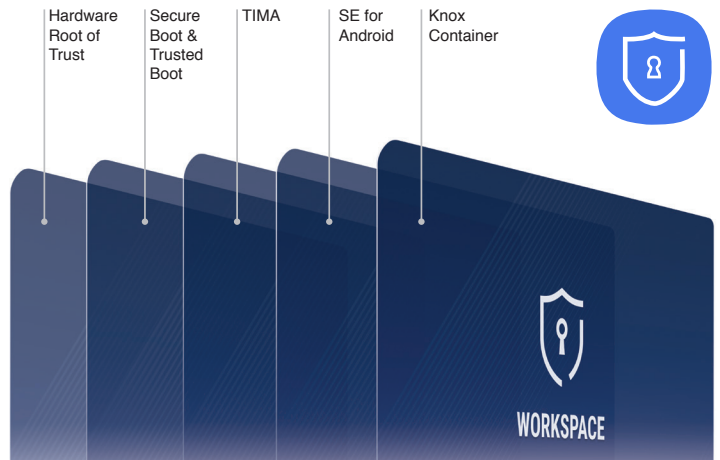 Hardware
Root of
Trust
Secure
Boot &
Trusted
Boot
TIMA
SE for
Android
Knox
Container
WORKSPACE